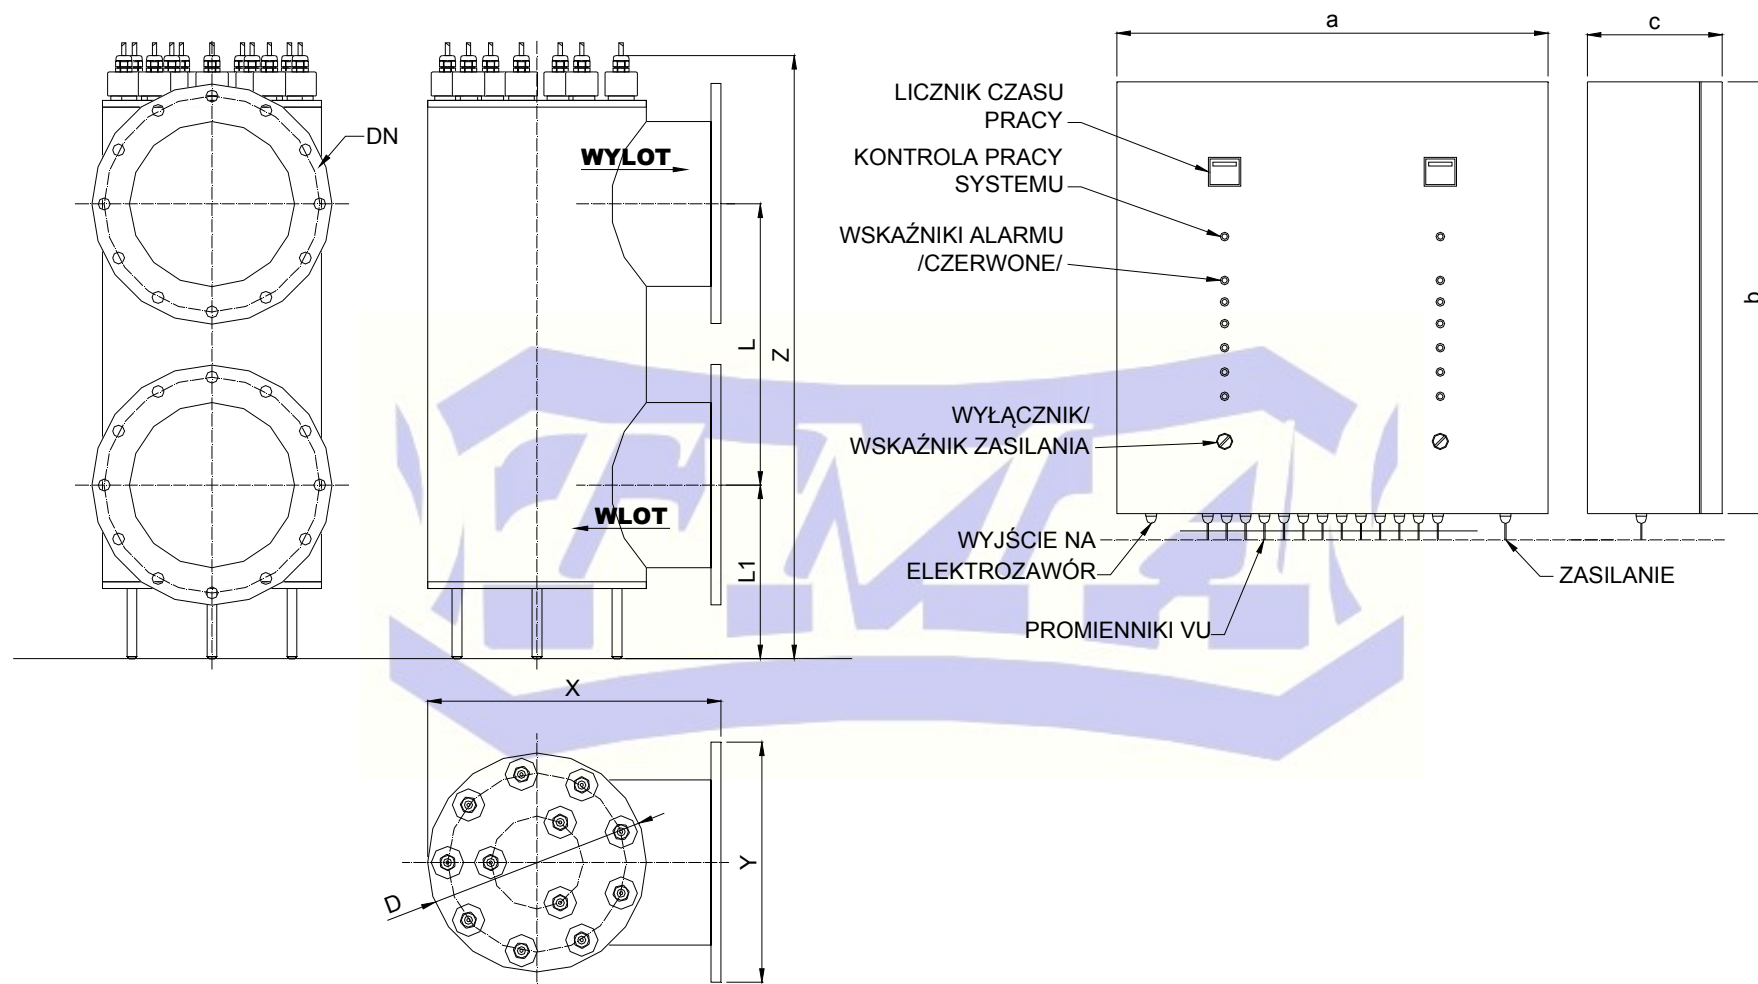 DN
WYLOT
WLOT
L
Z
L1
X
Y
D
a
c
b
LICZNIK CZASU
PRACY
KONTROLA PRACY
SYSTEMU
WSKAŹNIKI ALARMU
/CZERWONE/
WYŁĄCZNIK/
WSKAŹNIK ZASILANIA
WYJŚCIE NA
ELEKTROZAWÓR
PROMIENNIKI VU
ZASILANIE
FMA